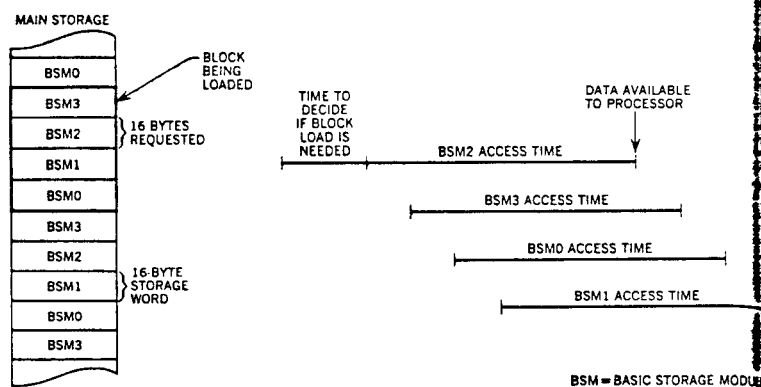 MAIN STORAGE
BSM0
BSM3
BSM2
BSM1
BSM0
BSM3
BSM2
BSM1
BSM0
BSM3
BLOCK
BEING
LOADED
16 BYTES
REQUESTED
16-BYTE
STORAGE
WORD
TIME TO
DECIDE
IF BLOCK
LOAD IS
NEEDED
DATA AVAILABLE
TO PROCESSOR
BSM2 ACCESS TIME
BSM3 ACCESS TIME
BSM0 ACCESS TIME
BSM1 ACCESS TIME
BSM = BASIC STORAGE MODU